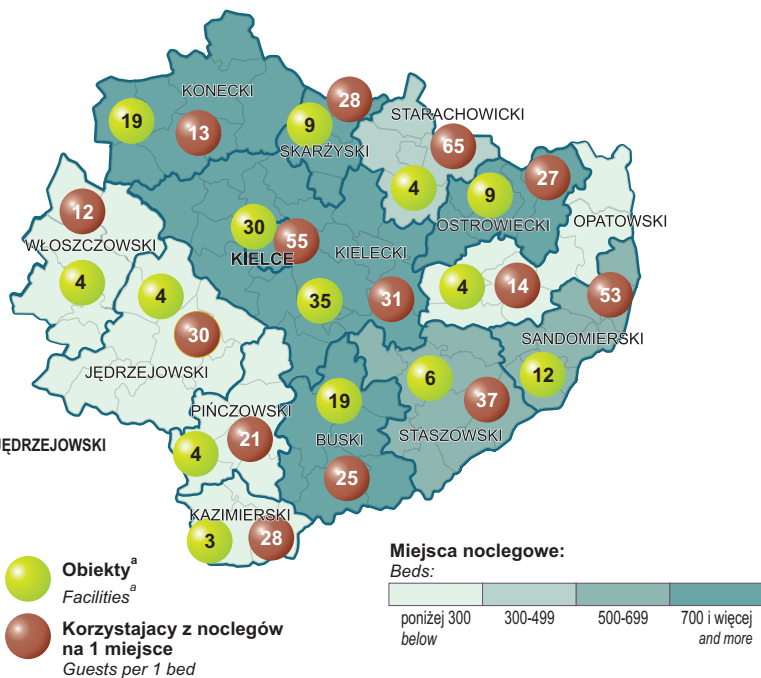 KONECKI
19
13
9
28
SKARŻYSKI
STARACHOWICKI
65
4
9
27
OSTROWIECKI
OPATOWSKI
12
WŁOSZCZOWSKI
4
30
55
KIELCE
KIELECKI
35
31
4
14
53
SANDOMIERSKI
12
4
30
JĘDRZEJOWSKI
6
37
STASZOWSKI
19
BUSKI
25
PIŃCZOWSKI
21
4
JĘDRZEJOWSKI
KAZIMIERSKI
3
28
Obiektyᵃ
Facilitiesᵃ
Korzystajacy z noclegów
na 1 miejsce
Guests per 1 bed
Miejsca noclegowe:
Beds:
poniżej 300 300-499 500-699 700 i więcej
below and more